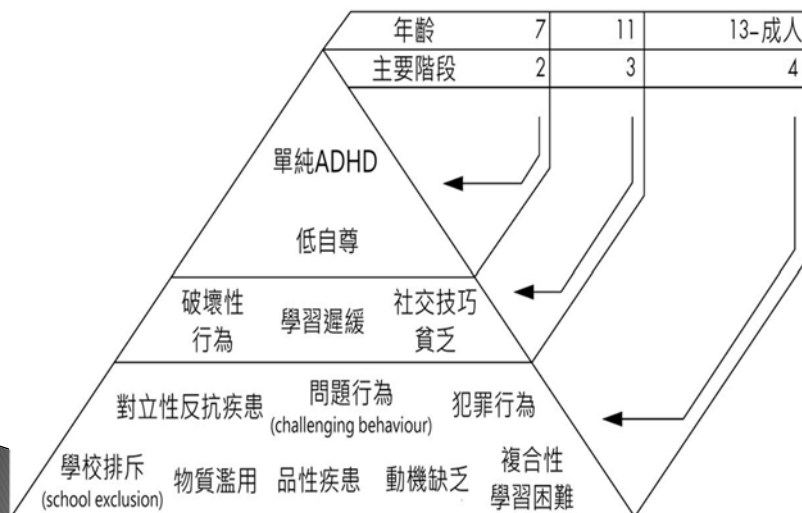 年齡 7 11 13–成人
主要階段 2 3 4
單純ADHD
低自尊
破壞性
行為
學習遲緩
社交技巧
貧乏
對立性反抗疾患
問題行為
(challenging behaviour)
犯罪行為
學校排斥
(school exclusion)
物質濫用
品性疾患
動機缺乏
複合性
學習困難